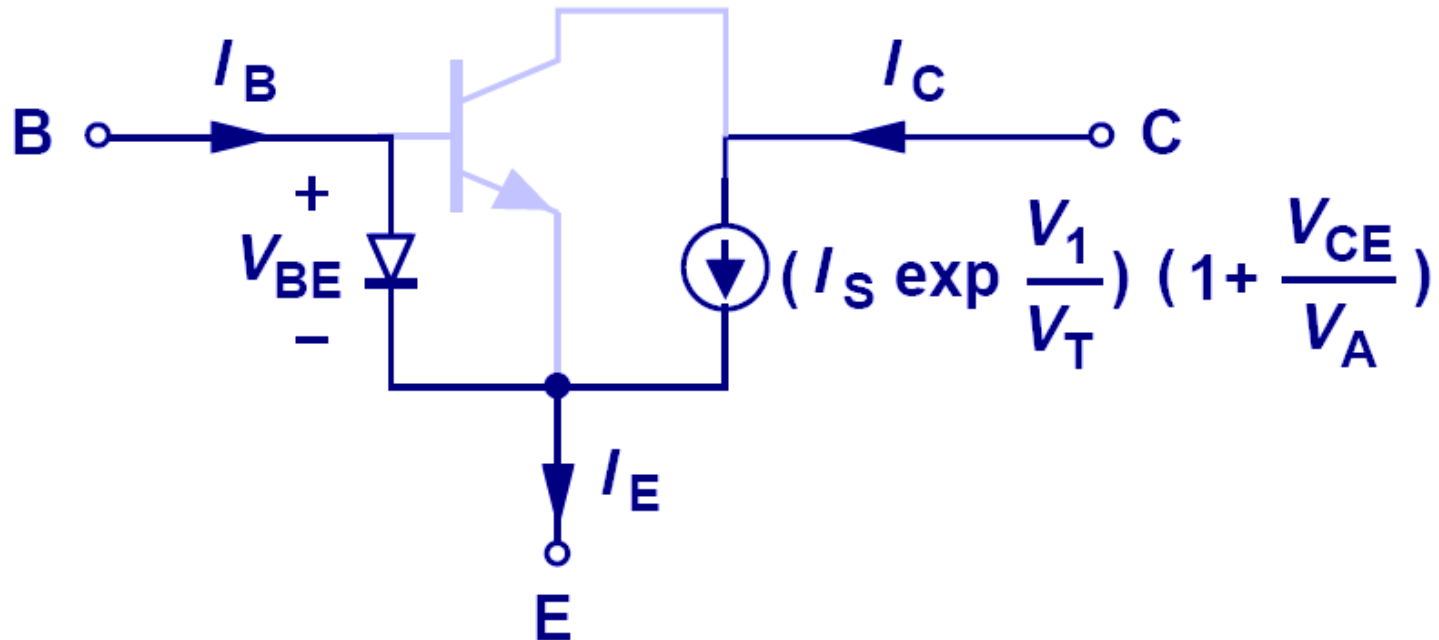 I_B
I_C
B
C
+
V_BE
−
(I_S exp V_1/V_T) (1+ V_CE/V_A)
I_E
E